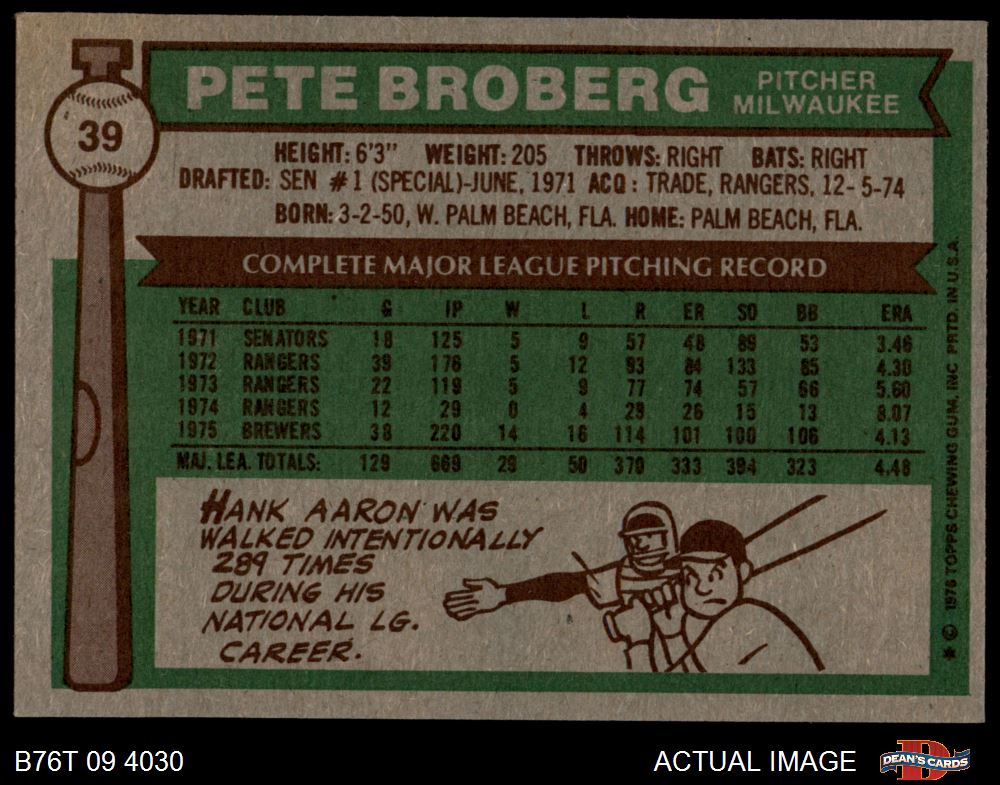 39
PETE BROBERG
PITCHER
MILWAUKEE
HEIGHT: 6'3" WEIGHT: 205 THROWS: RIGHT BATS: RIGHT
DRAFTED: SEN #1 (SPECIAL)-JUNE, 1971 ACQ: TRADE, RANGERS, 12-5-74
BORN: 3-2-50, W. PALM BEACH, FLA. HOME: PALM BEACH, FLA.
COMPLETE MAJOR LEAGUE PITCHING RECORD
YEAR CLUB G IP W L R ER SO BB ERA
1971 SENATORS 18 125 5 9 57 48 89 53 3.46
1972 RANGERS 39 176 5 12 93 84 133 85 4.30
1973 RANGERS 22 119 5 9 77 74 57 66 5.60
1974 RANGERS 12 29 0 4 29 26 15 13 8.07
1975 BREWERS 38 220 14 16 114 101 100 106 4.13
MAJ. LEA. TOTALS: 129 669 29 50 370 333 394 323 4.48
HANK AARON WAS
WALKED INTENTIONALLY
289 TIMES
DURING HIS
NATIONAL LG.
CAREER.
* © 1976 TOPPS CHEWING GUM, INC PRTD. IN U.S.A.
B76T 09 4030
ACTUAL IMAGE
D
DEAN'S CARDS